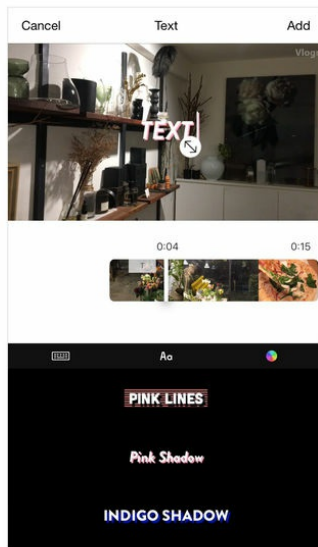 Cancel Text Add
Vlog
TEXT
0:04 0:15
T
Aa
PINK LINES
Pink Shadow
INDIGO SHADOW